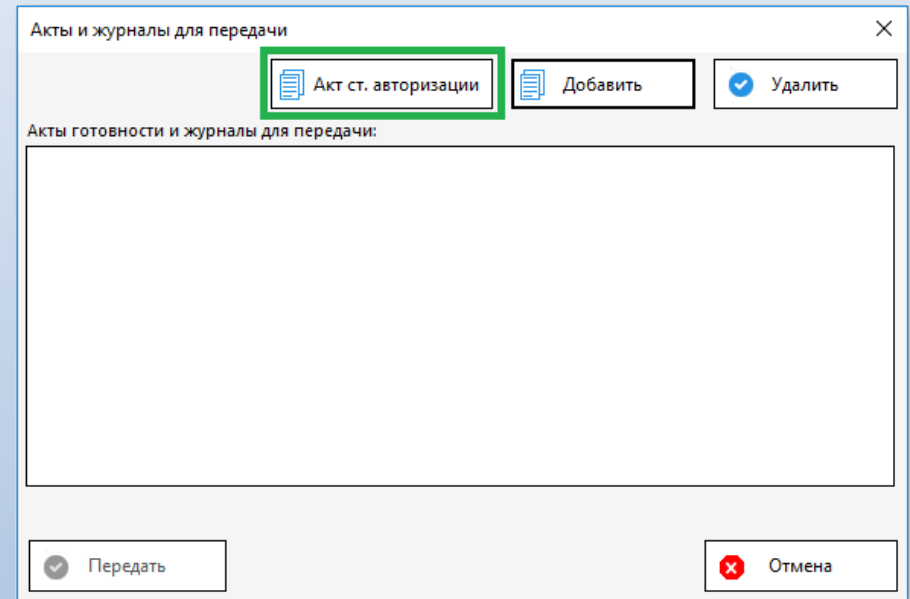 Акты и журналы для передачи
Акт ст. авторизации
Добавить
Удалить
Акты готовности и журналы для передачи:
Передать
Отмена